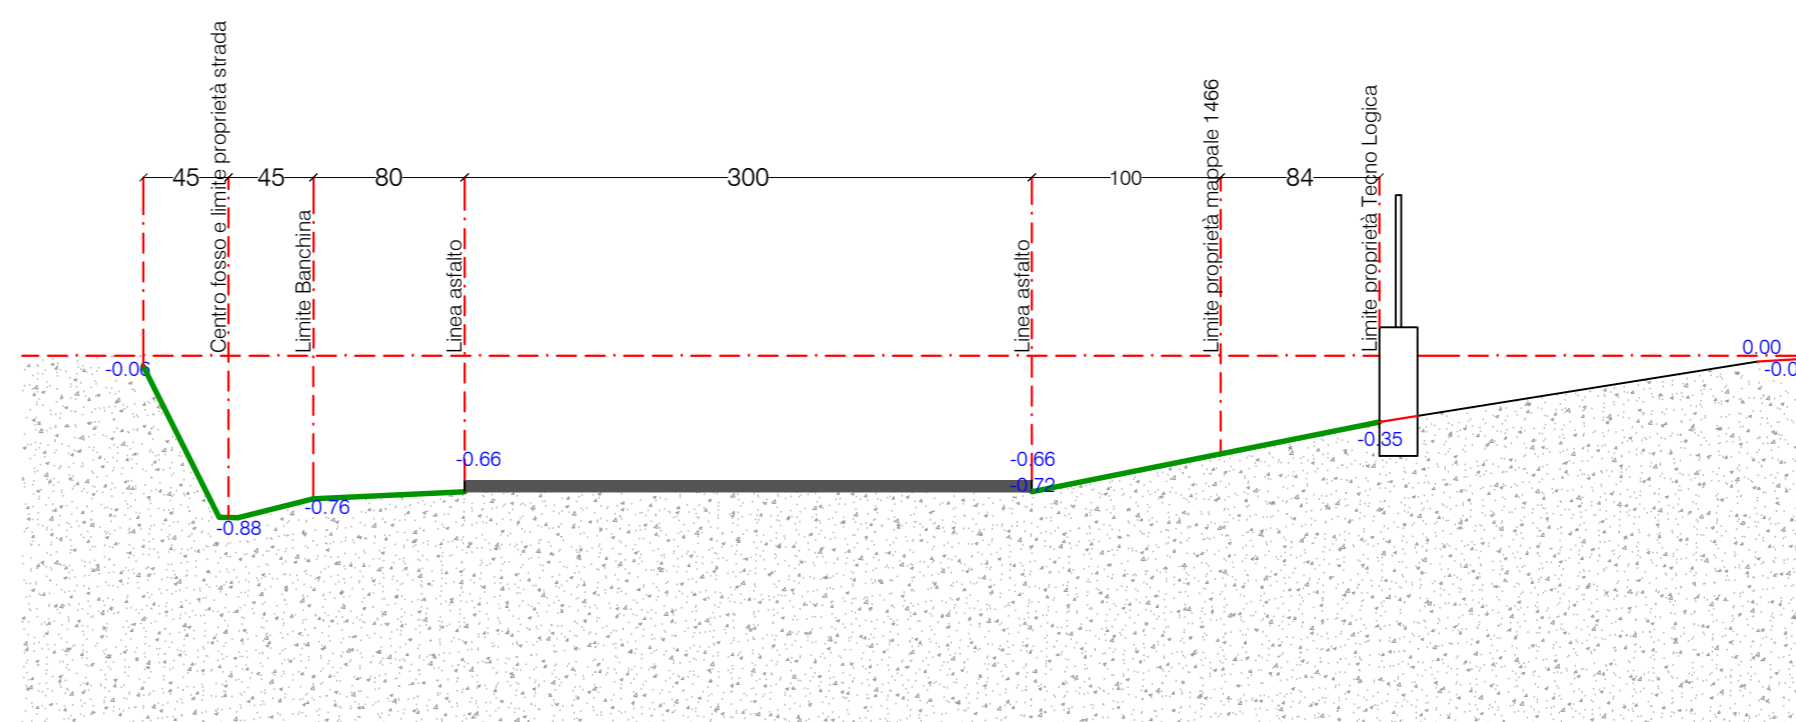 Centro fosso e limite proprietà strada
Limite Banchina
Linea asfalto
Linea asfalto
Limite proprietà mappale 1466
Limite proprietà Tecno Logica
45
45
80
300
100
84
-0.06
-0.88
-0.76
-0.66
-0.66
-0.72
-0.35
0.00
-0.0